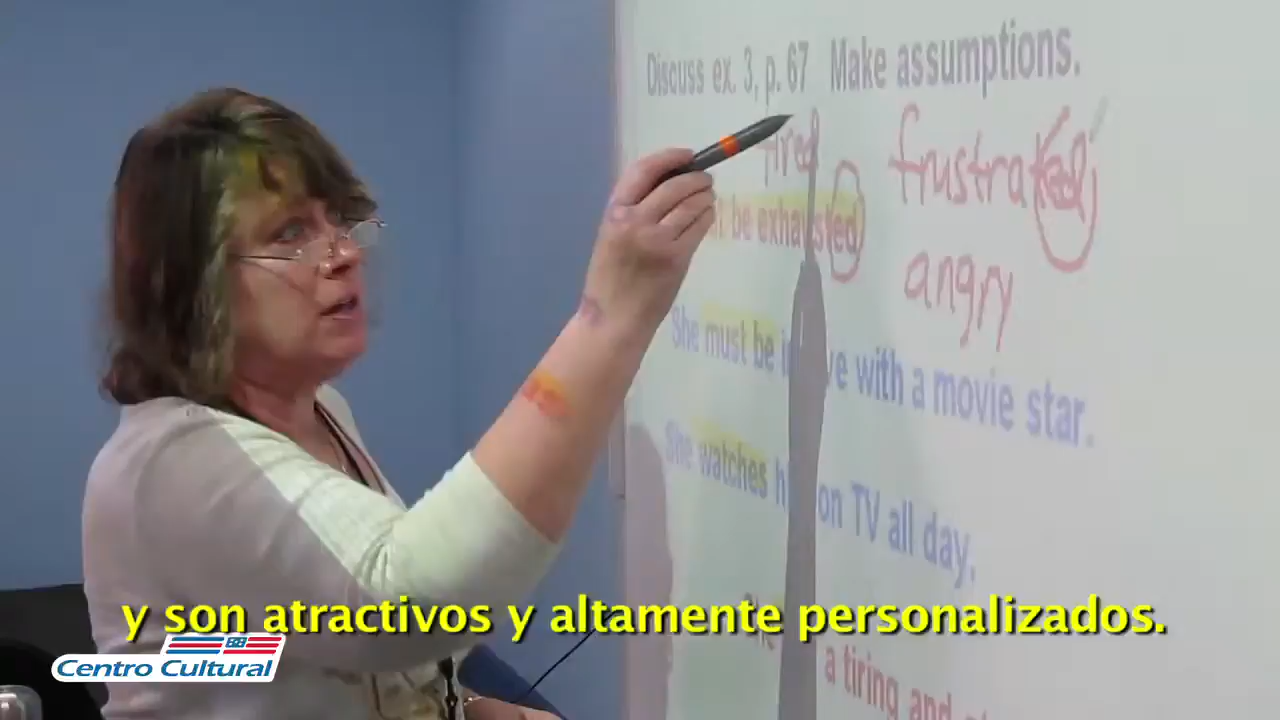 Discuss ex. 3, p. 67 Make assumptions.
tired frustrated
be exhausted
angry
She must be in love with a movie star.
She watches on TV all day.
a tiring and
y son atractivos y altamente personalizados.
Centro Cultural